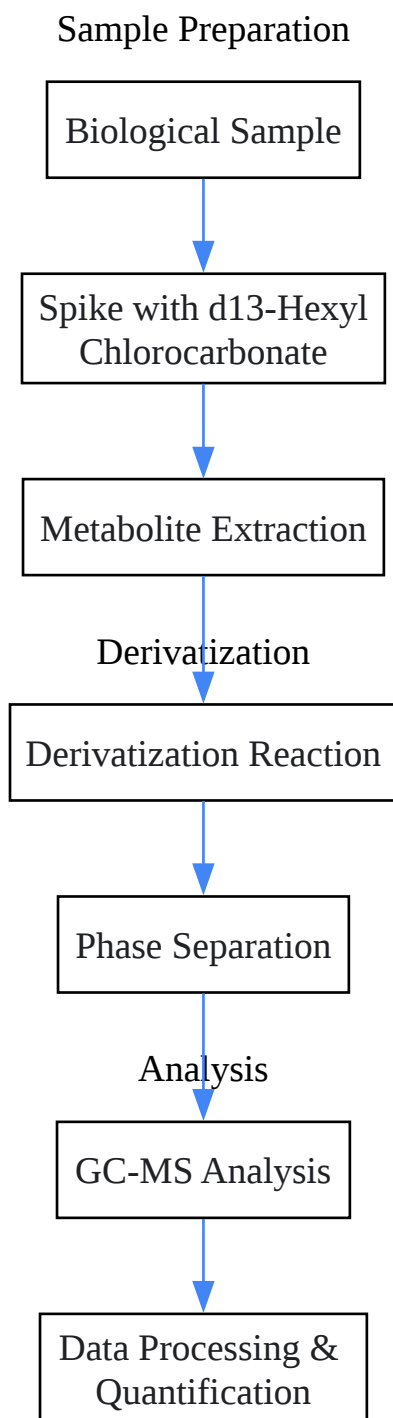 Sample Preparation
Biological Sample
Spike with d13-Hexyl
Chlorocarbonate
Metabolite Extraction
Derivatization
Derivatization Reaction
Phase Separation
Analysis
GC-MS Analysis
Data Processing &
Quantification